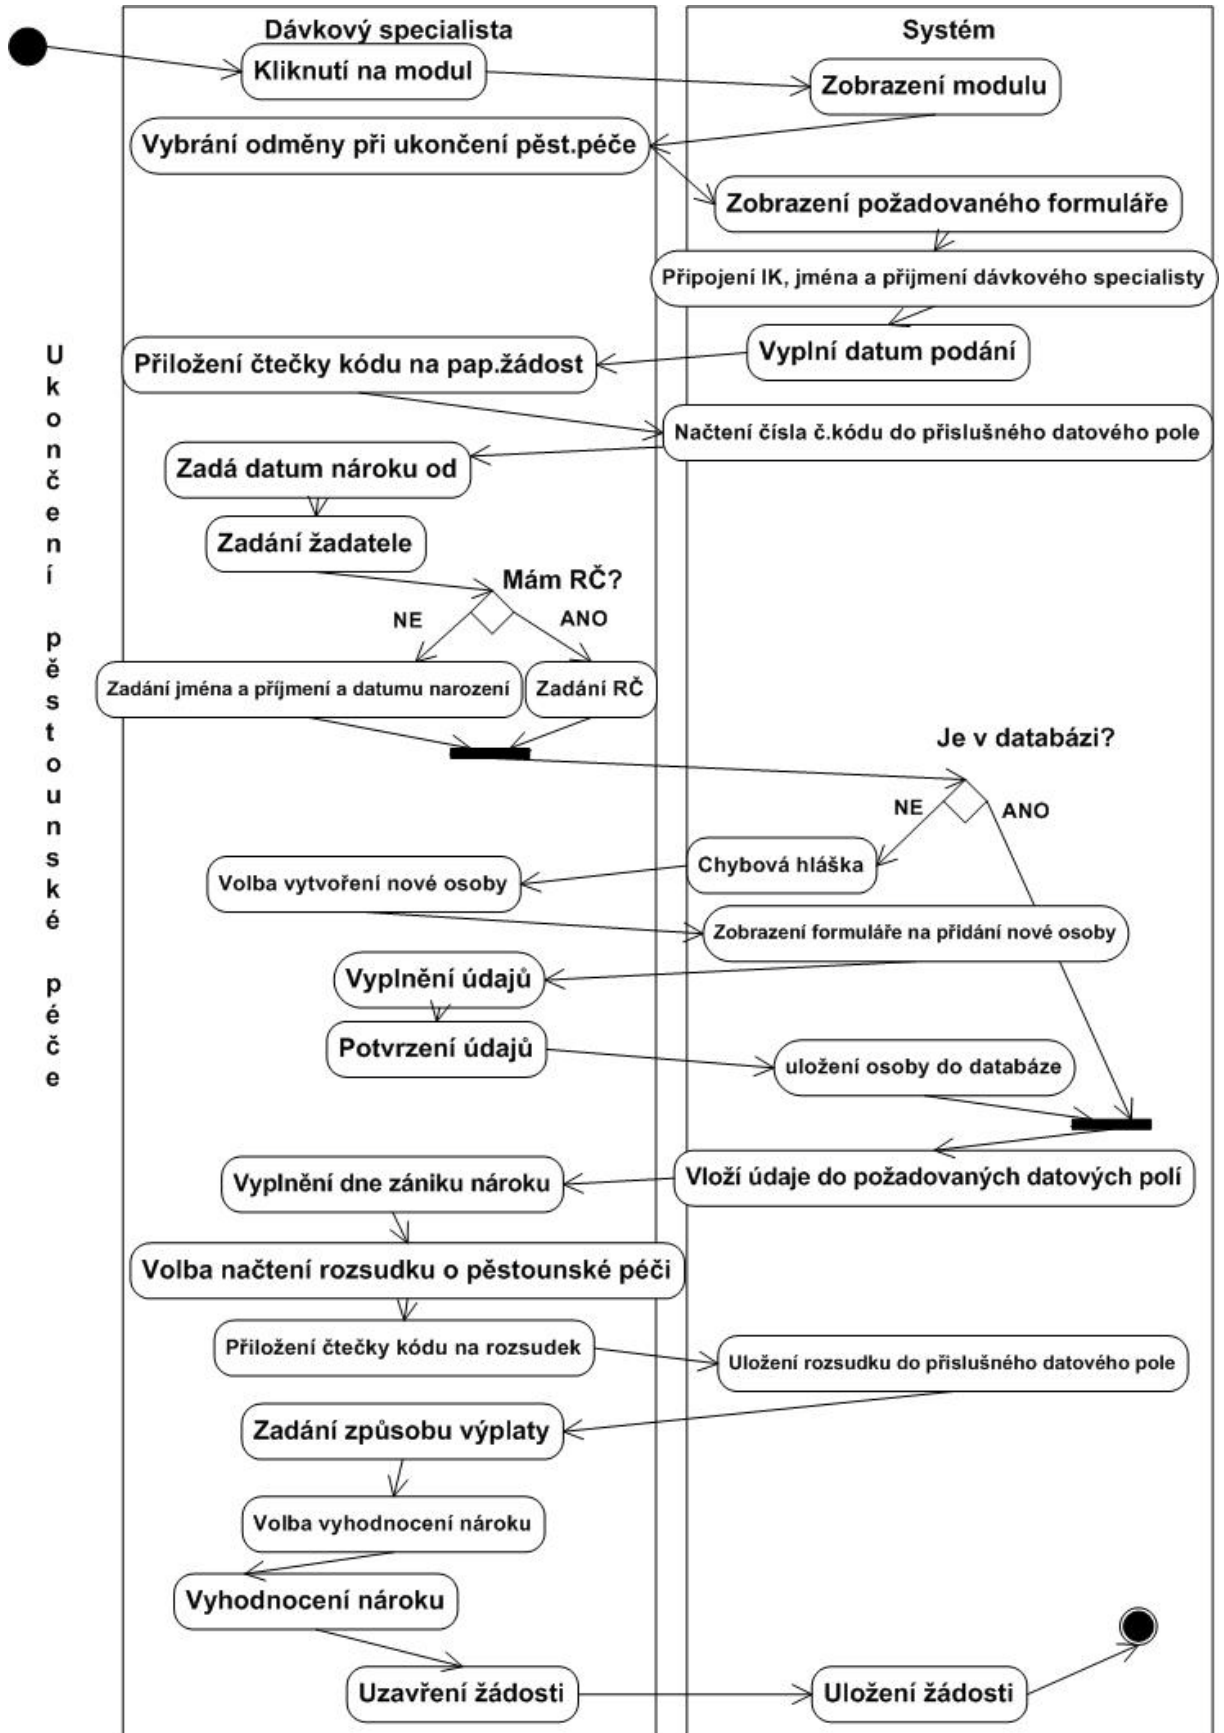 Dávkový specialista
Systém
Kliknutí na modul
Zobrazení modulu
Vybrání odměny při ukončení pěst.péče
Zobrazení požadovaného formuláře
Připojení IK, jména a přijmení dávkového specialisty
Vyplní datum podání
Přiložení čtečky kódu na pap.žádost
Načtení čísla č.kódu do přislušného datového pole
Zadá datum nároku od
Zadání žadatele
Mám RČ?
NE
ANO
Zadání jména a příjmení a datumu narození
Zadání RČ
Je v databázi?
NE
ANO
Chybová hláška
Volba vytvoření nové osoby
Zobrazení formuláře na přidání nové osoby
Vyplnění údajů
Potvrzení údajů
uložení osoby do databáze
Vloží údaje do požadovaných datových polí
Vyplnění dne zániku nároku
Volba načtení rozsudku o pěstounské péči
Přiložení čtečky kódu na rozsudek
Uložení rozsudku do přislušného datového pole
Zadání způsobu výplaty
Volba vyhodnocení nároku
Vyhodnocení nároku
Uzavření žádosti
Uložení žádosti
Ukončení pěstounské péče